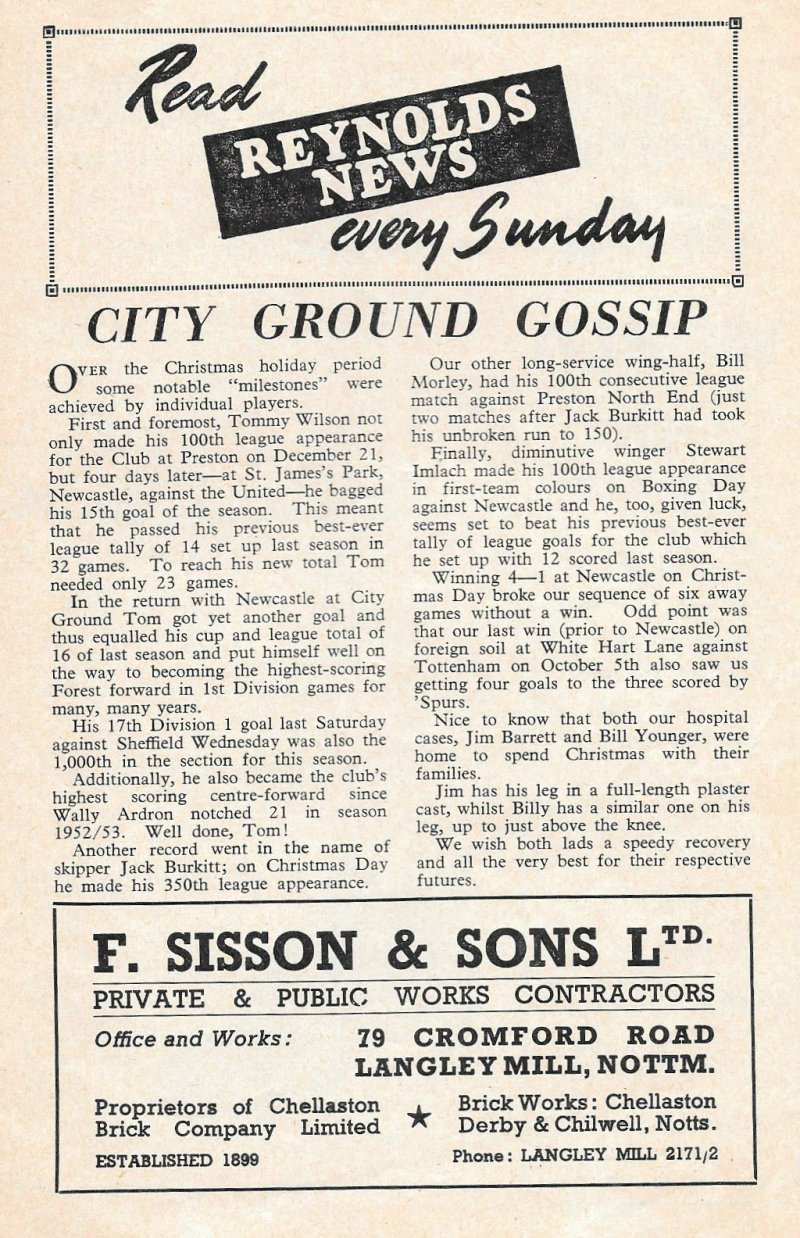 Read
REYNOLDS
NEWS
every Sunday
CITY GROUND GOSSIP
OVER the Christmas holiday period
some notable “milestones” were
achieved by individual players.
First and foremost, Tommy Wilson not
only made his 100th league appearance
for the Club at Preston on December 21,
but four days later—at St. James’s Park,
Newcastle, against the United—he bagged
his 15th goal of the season. This meant
that he passed his previous best-ever
league tally of 14 set up last season in
32 games. To reach his new total Tom
needed only 23 games.
In the return with Newcastle at City
Ground Tom got yet another goal and
thus equalled his cup and league total of
16 of last season and put himself well on
the way to becoming the highest-scoring
Forest forward in 1st Division games for
many, many years.
His 17th Division 1 goal last Saturday
against Sheffield Wednesday was also the
1,000th in the section for this season.
Additionally, he also became the club’s
highest scoring centre-forward since
Wally Ardron notched 21 in season
1952/53. Well done, Tom!
Another record went in the name of
skipper Jack Burkitt; on Christmas Day
he made his 350th league appearance.
Our other long-service wing-half, Bill
Morley, had his 100th consecutive league
match against Preston North End (just
two matches after Jack Burkitt had took
his unbroken run to 150).
Finally, diminutive winger Stewart
Imlach made his 100th league appearance
in first-team colours on Boxing Day
against Newcastle and he, too, given luck,
seems set to beat his previous best-ever
tally of league goals for the club which
he set up with 12 scored last season.
Winning 4—1 at Newcastle on Christ-
mas Day broke our sequence of six away
games without a win. Odd point was
that our last win (prior to Newcastle) on
foreign soil at White Hart Lane against
Tottenham on October 5th also saw us
getting four goals to the three scored by
’Spurs.
Nice to know that both our hospital
cases, Jim Barrett and Bill Younger, were
home to spend Christmas with their
families.
Jim has his leg in a full-length plaster
cast, whilst Billy has a similar one on his
leg, up to just above the knee.
We wish both lads a speedy recovery
and all the very best for their respective
futures.
F. SISSON & SONS LTD.
PRIVATE & PUBLIC WORKS CONTRACTORS
Office and Works: 79 CROMFORD ROAD
LANGLEY MILL, NOTTM.
Proprietors of Chellaston
Brick Company Limited
ESTABLISHED 1899
Brick Works: Chellaston
Derby & Chilwell, Notts.
Phone: LANGLEY MILL 2171/2